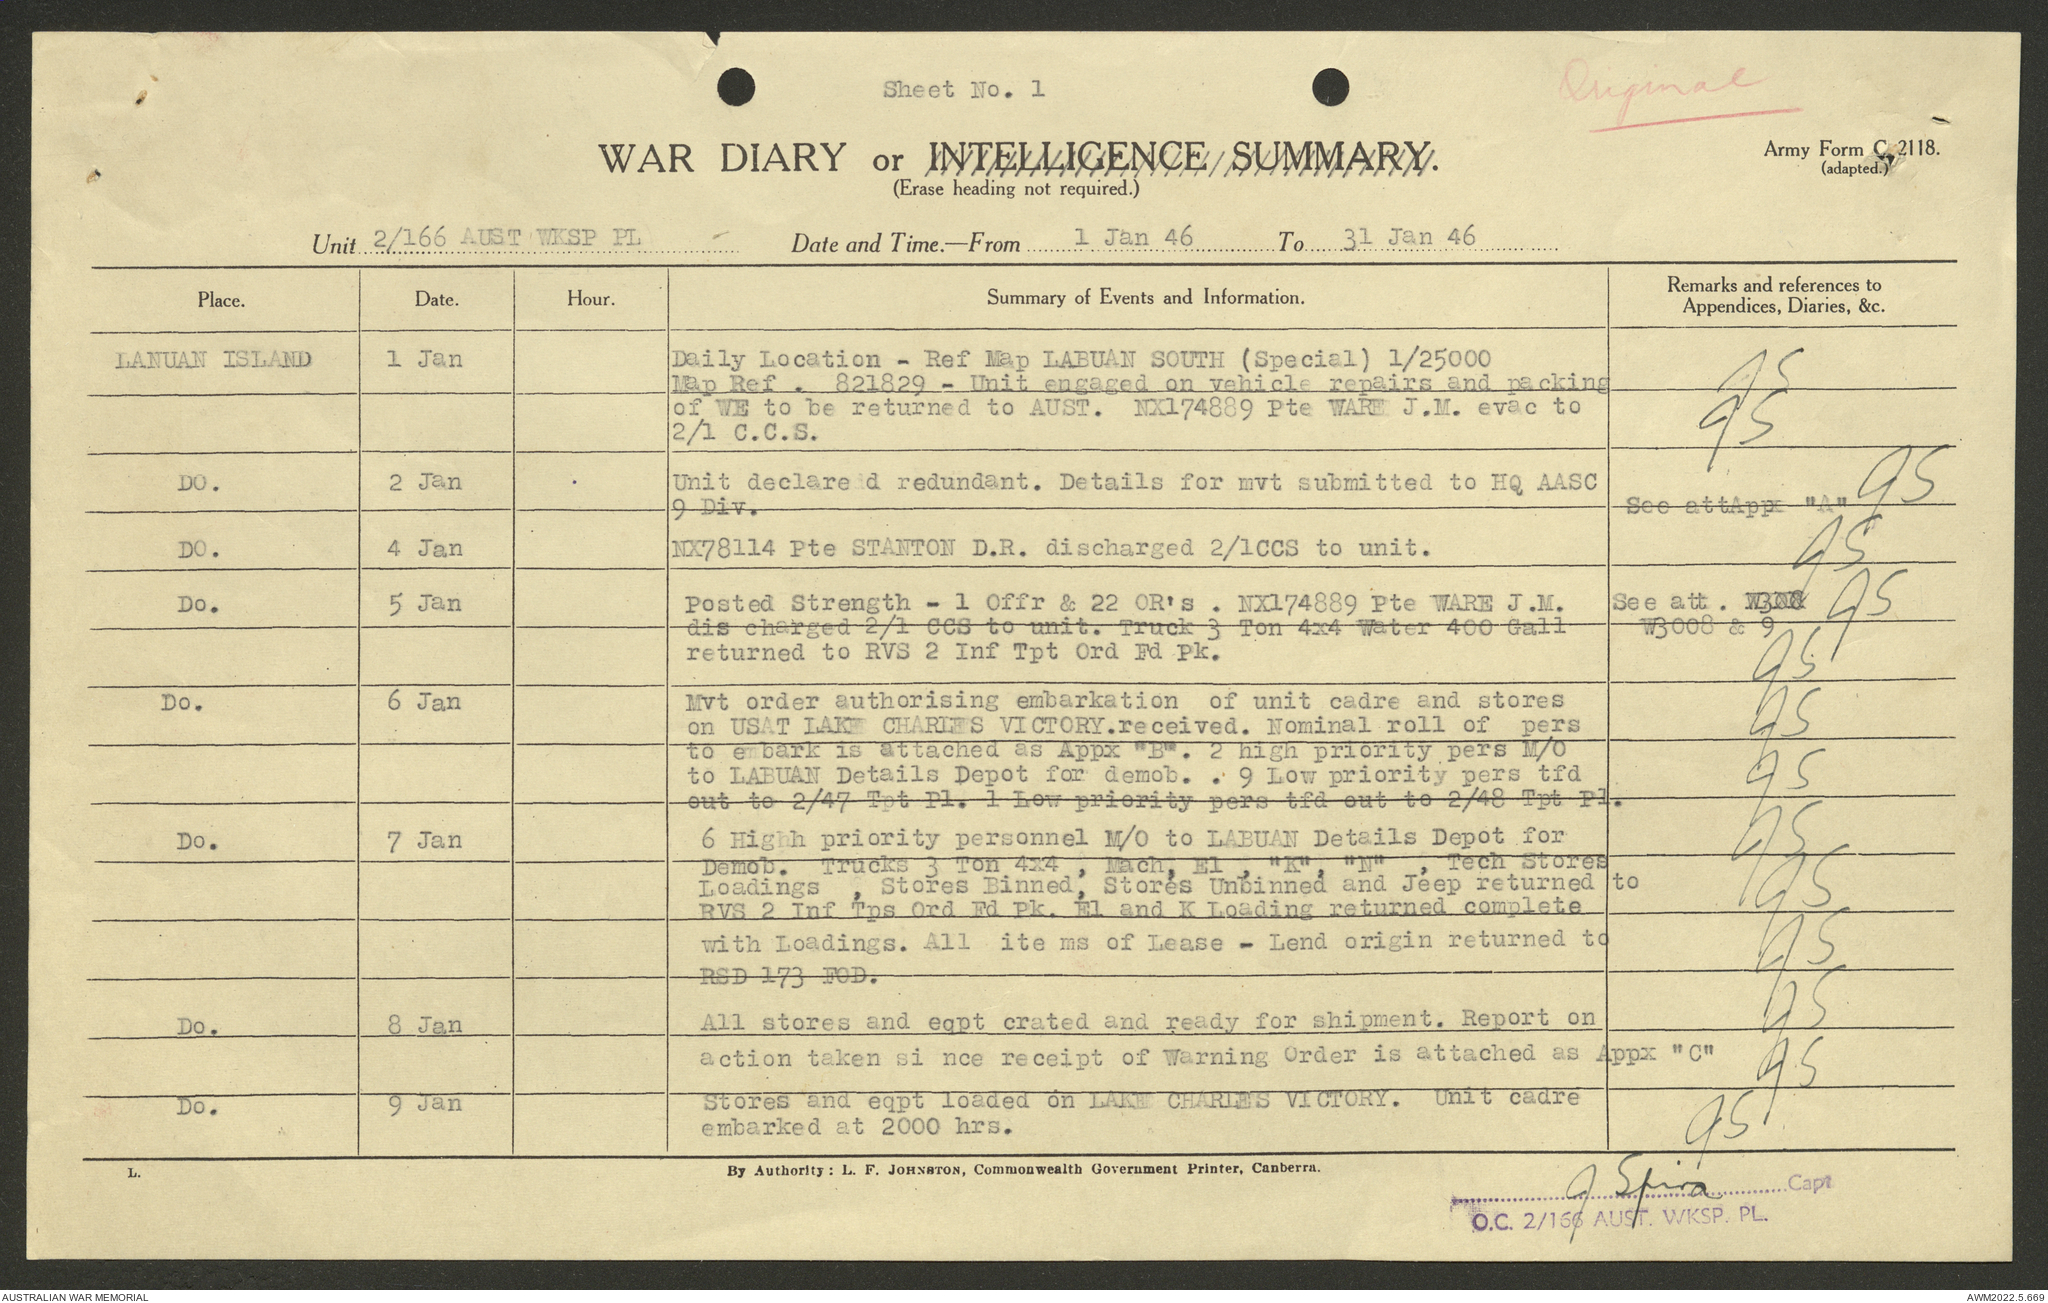 Sheet No. 1
Original
WAR DIARY or INTELLIGENCE SUMMARY.
(Erase heading not required.)
Army Form C. 2118.
(adapted.)
Unit 2/166 AUST WKSP PL Date and Time.—From 1 Jan 46 To 31 Jan 46
Place. Date. Hour. Summary of Events and Information. Remarks and references to
Appendices, Diaries, &c.
LANUAN ISLAND 1 Jan Daily Location - Ref Map LABUAN SOUTH (Special) 1/25000
Map Ref . 821829 - Unit engaged on vehicle repairs and packing GS
of WE to be returned to AUST. NX174889 Pte WARE J.M. evac to GS
2/1 C.C.S.
DO. 2 Jan Unit declare d redundant. Details for mvt submitted to HQ AASC GS
9 Div. See attAppx "A"
DO. 4 Jan NX78114 Pte STANTON D.R. discharged 2/1CCS to unit. GS
Do. 5 Jan Posted Strength - 1 Offr & 22 OR's . NX174889 Pte WARE J.M. See att . GS
dis charged 2/1 CCS to unit. Truck 3 Ton 4x4 Water 400 Gall W3008 & 9
returned to RVS 2 Inf Tpt Ord Fd Pk. GS
Do. 6 Jan Mvt order authorising embarkation of unit cadre and stores GS
on USAT LAKE CHARLES VICTORY.received. Nominal roll of pers
to embark is attached as Appx "B". 2 high priority pers M/O
to LABUAN Details Depot for demob. . 9 Low priority pers tfd GS
out to 2/47 Tpt Pl. 1 Low priority pers tfd out to 2/48 Tpt Pl.
Do. 7 Jan 6 Highh priority personnel M/O to LABUAN Details Depot for GS
Demob. Trucks 3 Ton 4x4 , Mach, El , "K", "N" , Tech Stores
Loadings , Stores Binned, Stores Unbinned and Jeep returned to GS
RVS 2 Inf Tps Ord Fd Pk. El and K Loading returned complete
with Loadings. All ite ms of Lease - Lend origin returned to GS
RSD 173 FOD.
Do. 8 Jan All stores and eqpt crated and ready for shipment. Report on GS
action taken si nce receipt of Warning Order is attached as Appx "C" GS
Do. 9 Jan Stores and eqpt loaded on LAKE CHARLES VICTORY. Unit cadre
embarked at 2000 hrs. GS
L. By Authority: L. F. JOHNSTON, Commonwealth Government Printer, Canberra.
G Spira Capt
O.C. 2/166 AUST. WKSP. PL.
AUSTRALIAN WAR MEMORIAL AWM2022.5.669